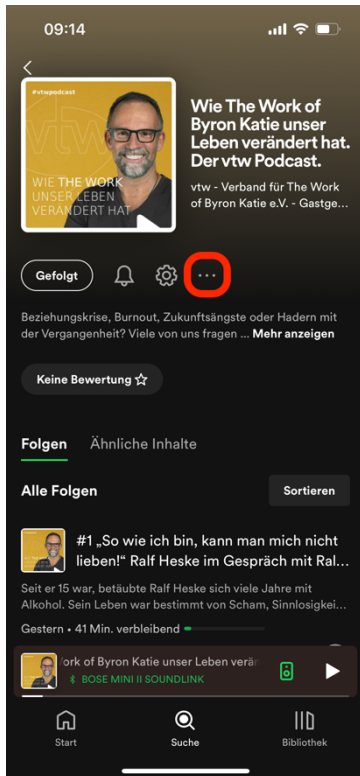 09:14
#vtwpodcast
vtw
WIE THE WORK
UNSER LEBEN
VERÄNDERT HAT
Wie The Work of
Byron Katie unser
Leben verändert hat.
Der vtw Podcast.
vtw - Verband für The Work
of Byron Katie e.V. - Gastge...
Gefolgt
Beziehungskrise, Burnout, Zukunftsängste oder Hadern mit
der Vergangenheit? Viele von uns fragen ... Mehr anzeigen
Keine Bewertung
Folgen Ähnliche Inhalte
Alle Folgen
Sortieren
#1 „So wie ich bin, kann man mich nicht
lieben!“ Ralf Heske im Gespräch mit Ral...
Seit er 15 war, betäubte Ralf Heske sich viele Jahre mit
Alkohol. Sein Leben war bestimmt von Scham, Sinnlosigkei...
Gestern • 41 Min. verbleibend
ork of Byron Katie unser Leben verän
BOSE MINI II SOUNDLINK
Start
Suche
Bibliothek